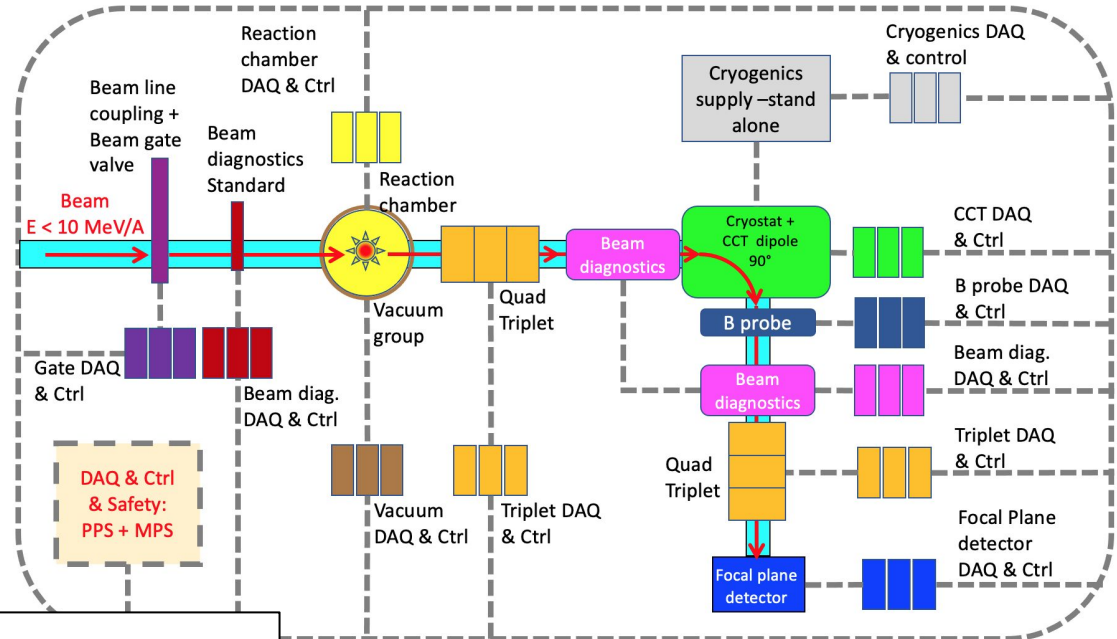 Reaction
chamber
DAQ & Ctrl
Cryogenics DAQ
& control
Cryogenics
supply –stand
alone
Beam line
coupling +
Beam gate
valve
Beam
diagnostics
Standard
Reaction
chamber
Beam
E < 10 MeV/A
Cryostat +
CCT dipole
90°
CCT DAQ
& Ctrl
Beam
diagnostics
Quad
Triplet
Vacuum
group
B probe
B probe DAQ
& Ctrl
Gate DAQ
& Ctrl
Beam diag.
DAQ & Ctrl
Beam
diagnostics
Beam diag.
DAQ & Ctrl
DAQ & Ctrl
& Safety:
PPS + MPS
Vacuum
DAQ & Ctrl
Triplet DAQ
& Ctrl
Quad
Triplet
Triplet DAQ
& Ctrl
Focal plane
detector
Focal Plane
detector
DAQ & Ctrl